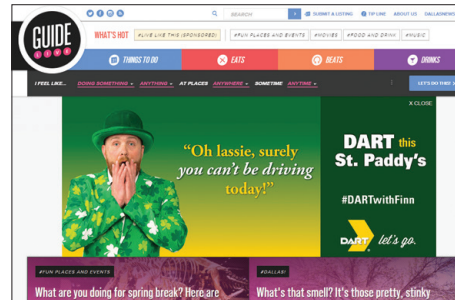 GUIDE
LIVE
SEARCH
SUBMIT A LISTING
TIP LINE
ABOUT US
DALLASNEWS
WHAT'S HOT
#LIVE LIKE THIS (SPONSORED)
#FUN PLACES AND EVENTS
#MOVIES
#FOOD AND DRINK
#MUSIC
THINGS TO DO
EATS
BEATS
DRINKS
I FEEL LIKE... DOING SOMETHING ANYTHING AT PLACES ANYWHERE SOMETIME ANYTIME
LET'S DO THIS
X CLOSE
"Oh lassie, surely
you can't be driving
today!"
DART this
St. Paddy's
#DARTwithFinn
DART let's go.
#FUN PLACES AND EVENTS
What are you doing for spring break? Here are
#DALLAS!
What's that smell? It's those pretty, stinky